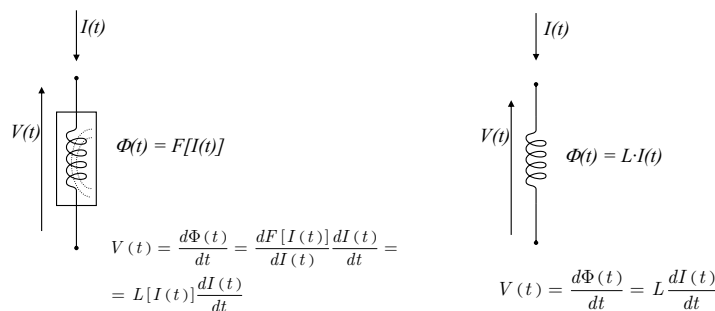 I(t)
V(t)
Φ(t) = F[I(t)]
V(t) = dΦ(t)/dt = dF[I(t)]/dI(t) dI(t)/dt =
= L[I(t)] dI(t)/dt
I(t)
V(t)
Φ(t) = L·I(t)
V(t) = dΦ(t)/dt = L dI(t)/dt